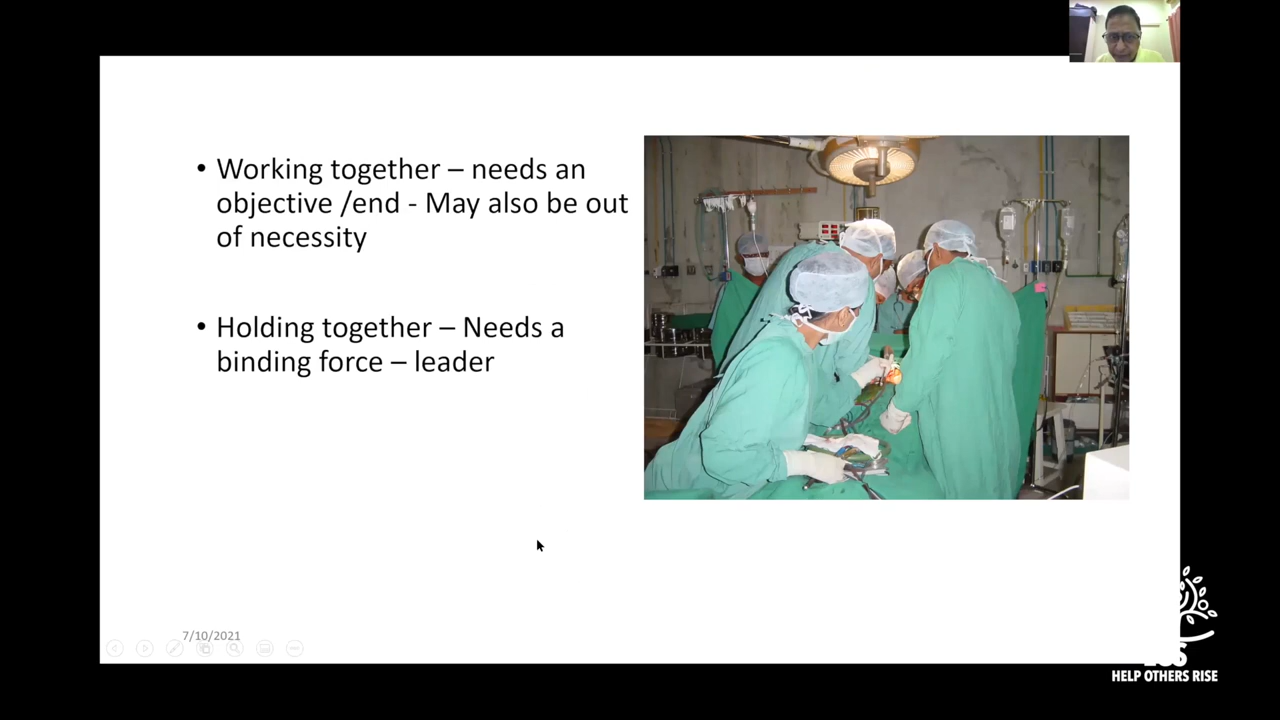 • Working together – needs an
objective /end - May also be out
of necessity
• Holding together – Needs a
binding force – leader
7/10/2021
HELP OTHERS RISE